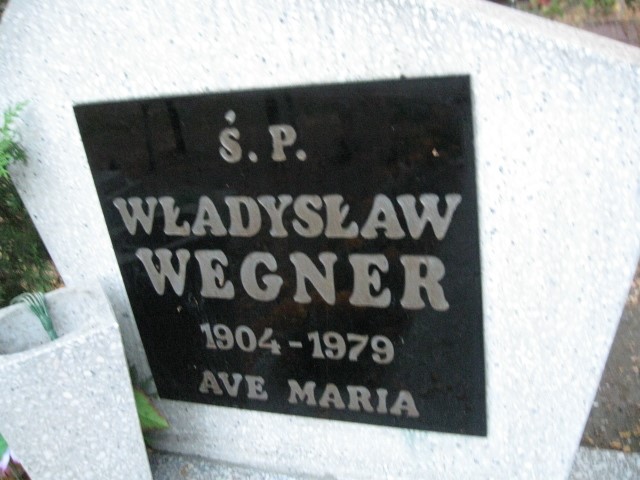 Ś. P.
WŁADYSŁAW
WEGNER
1904 - 1979
AVE MARIA